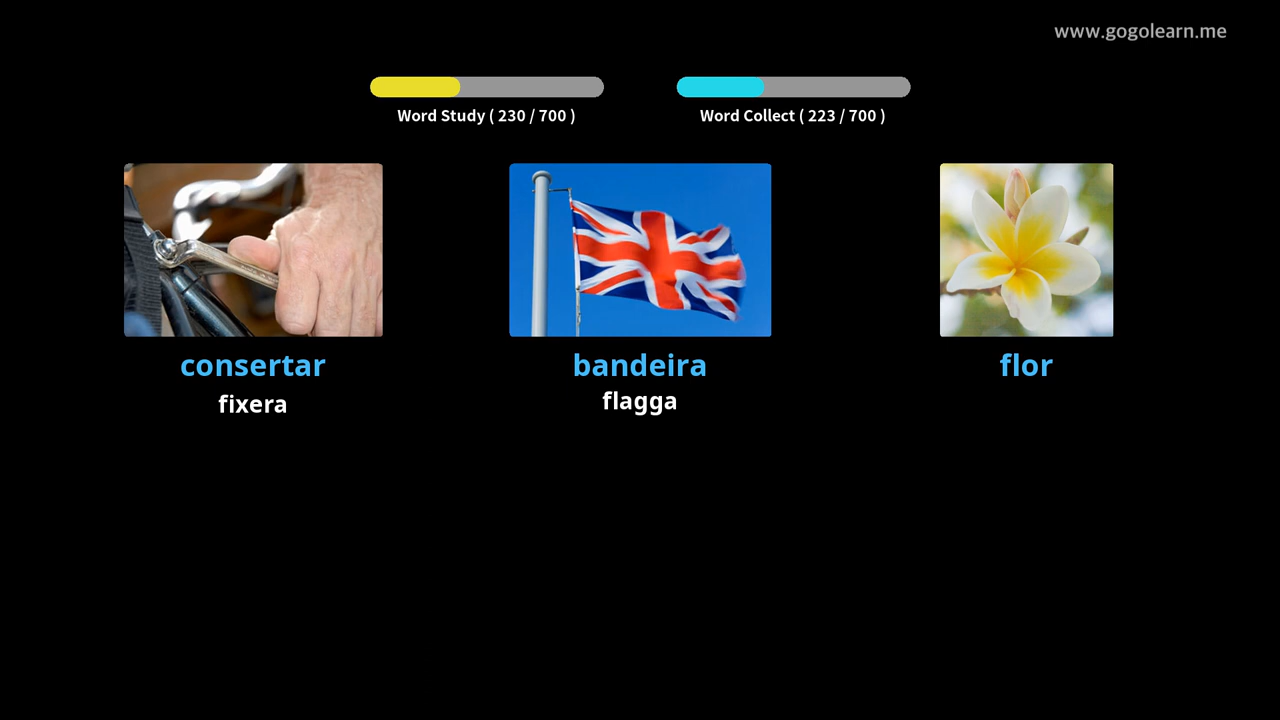 www.gogolearn.me
Word Study ( 230 / 700 )
Word Collect ( 223 / 700 )
consertar
fixera
bandeira
flagga
flor